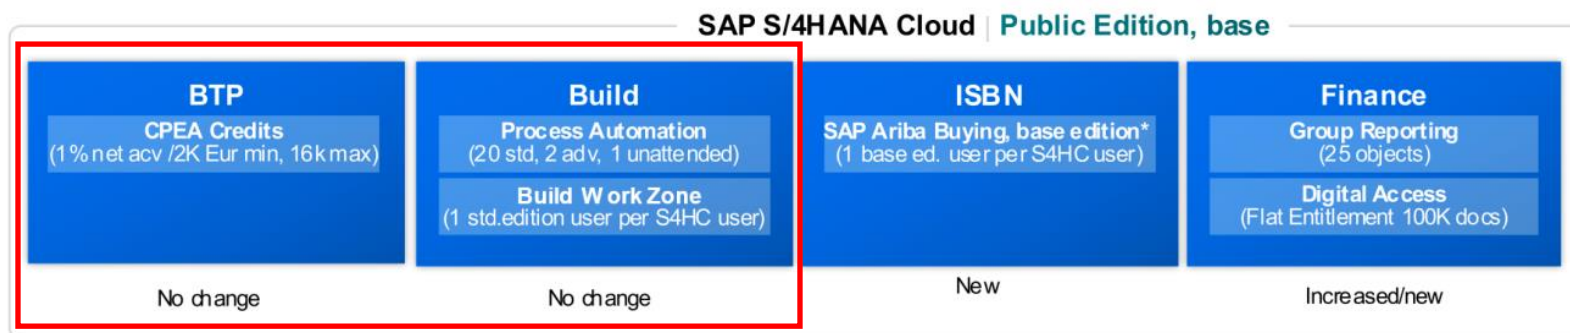 SAP S/4HANA Cloud | Public Edition, base
BTP
CPEA Credits
(1% net acv /2K Eur min, 16k max)
No change
Build
Process Automation
(20 std, 2 adv, 1 unattended)
Build Work Zone
(1 std.edition user per S4HC user)
No change
ISBN
SAP Ariba Buying, base edition*
(1 base ed. user per S4HC user)
New
Finance
Group Reporting
(25 objects)
Digital Access
(Flat Entitlement 100K docs)
Increased/new